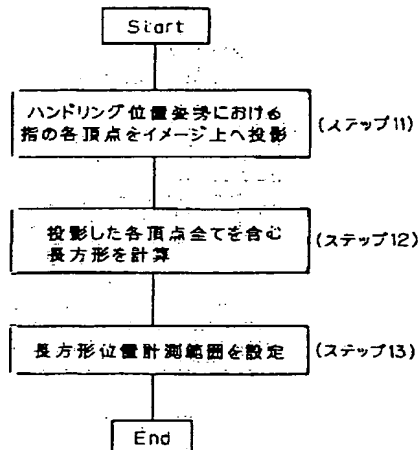 Start
ハンドリング位置姿勢における
指の各頂点をイメージ上へ投影
(ステップ11)
投影した各頂点全てを含む
長方形を計算
(ステップ12)
長方形位置計測範囲を設定
(ステップ13)
End